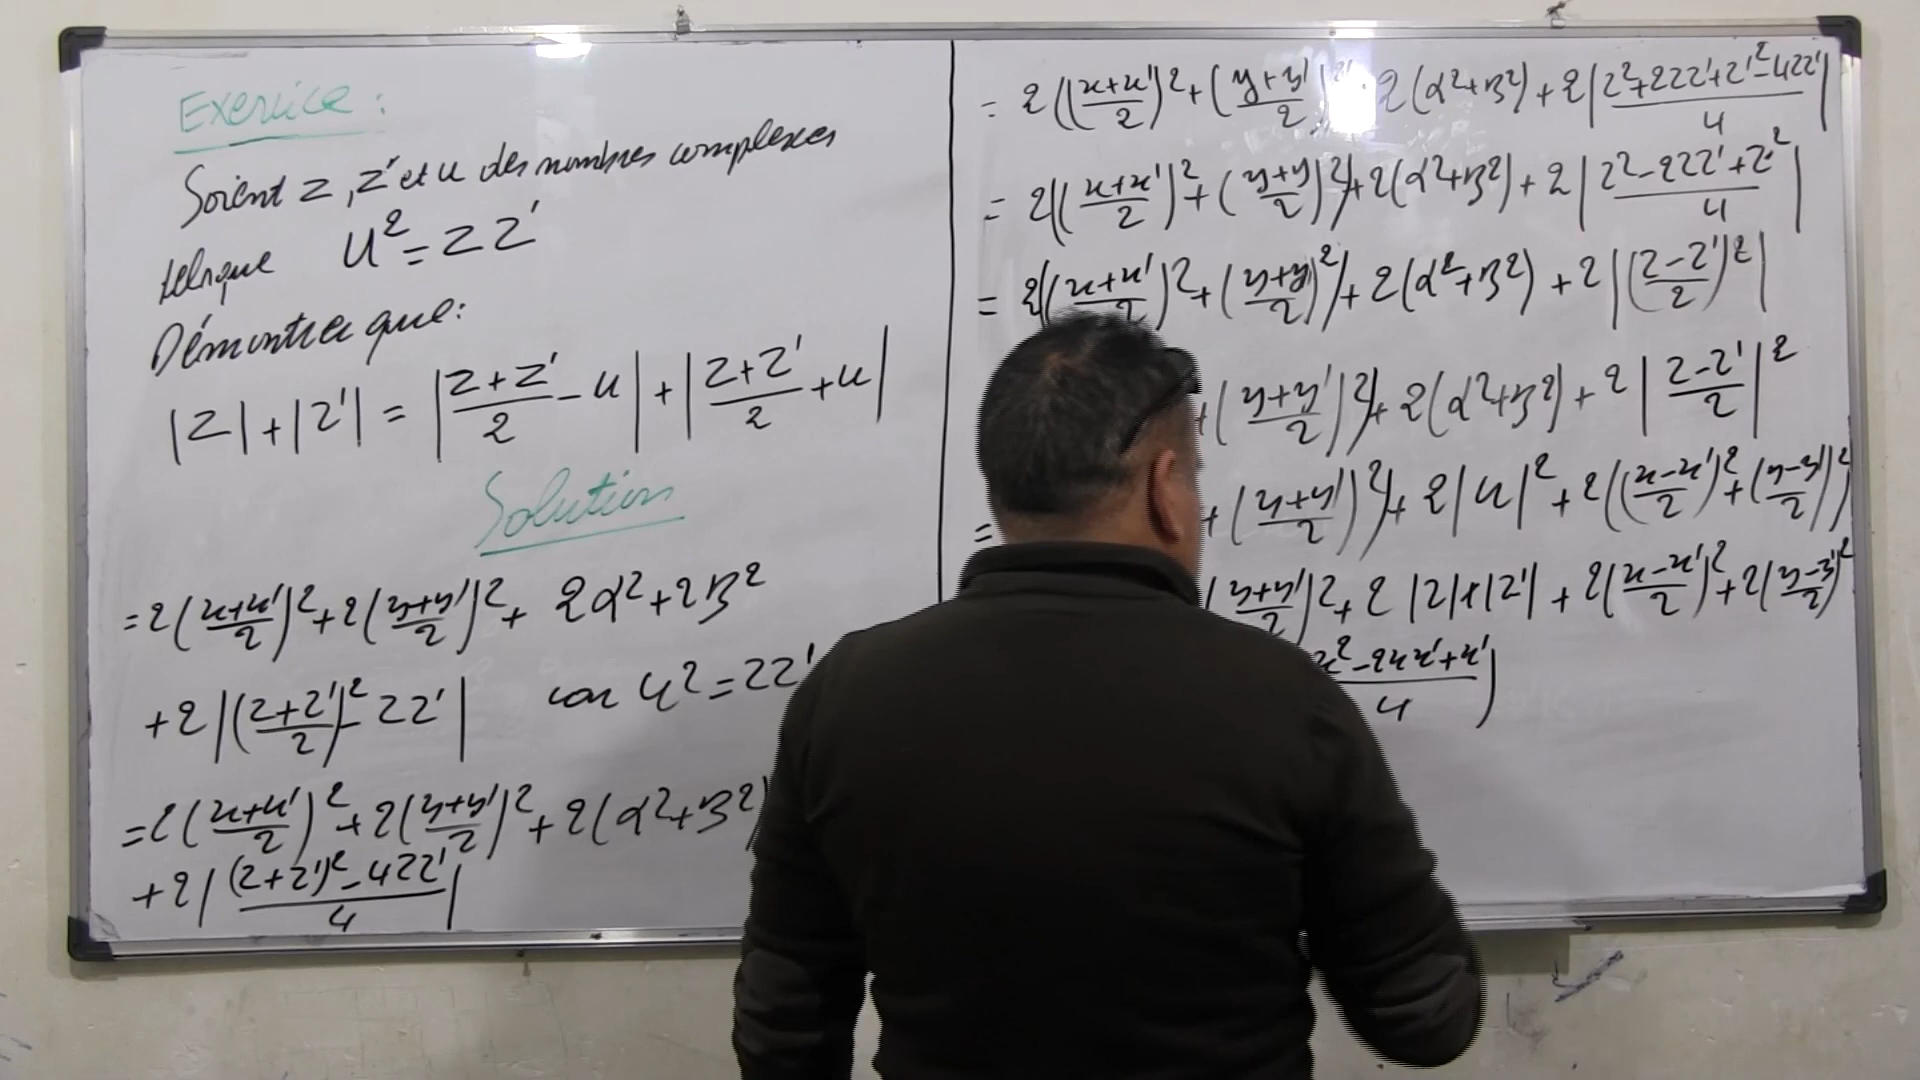 Exercice :
Soient z, z' et u des nombres complexes
telsque u² = zz'
Démontrer que :
|z| + |z'| = |(z+z')/2 - u| + |(z+z')/2 + u|
Solution
= 2((x+x')/2)² + 2((y+y')/2)² + 2α² + 2β²
+ 2|((z+z')/2)² - zz'| car u² = zz'
= 2((x+x')/2)² + 2((y+y')/2)² + 2(α²+β²)
+ 2|((z+z')² - 4zz')/4|
= 2((x+x')/2)² + ((y+y')/2) 2(α²+β²) + 2|(z²+2zz'+z'²-4zz')/4|
= 2(((x+x')/2)² + ((y+y)/2)²) + 2(α²+β²) + 2|(z²-2zz'+z²)/4|
= 2(((x+x')/2)² + ((y+y)/2)²) + 2(α²+β²) + 2|((z-z')/2)²|
+ ((y+y')/2)²) + 2(α²+β²) + 2|(z-z')/2|²
= + ((y+y')/2)²) + 2|u|² + 2(((x-x')/2)² + ((y-y')/2)²)
((y+y')/2)² + 2|z|×|z'| + 2((x-x')/2)² + 2((y-y')/2)²
(x²-2xx'+x')/4)